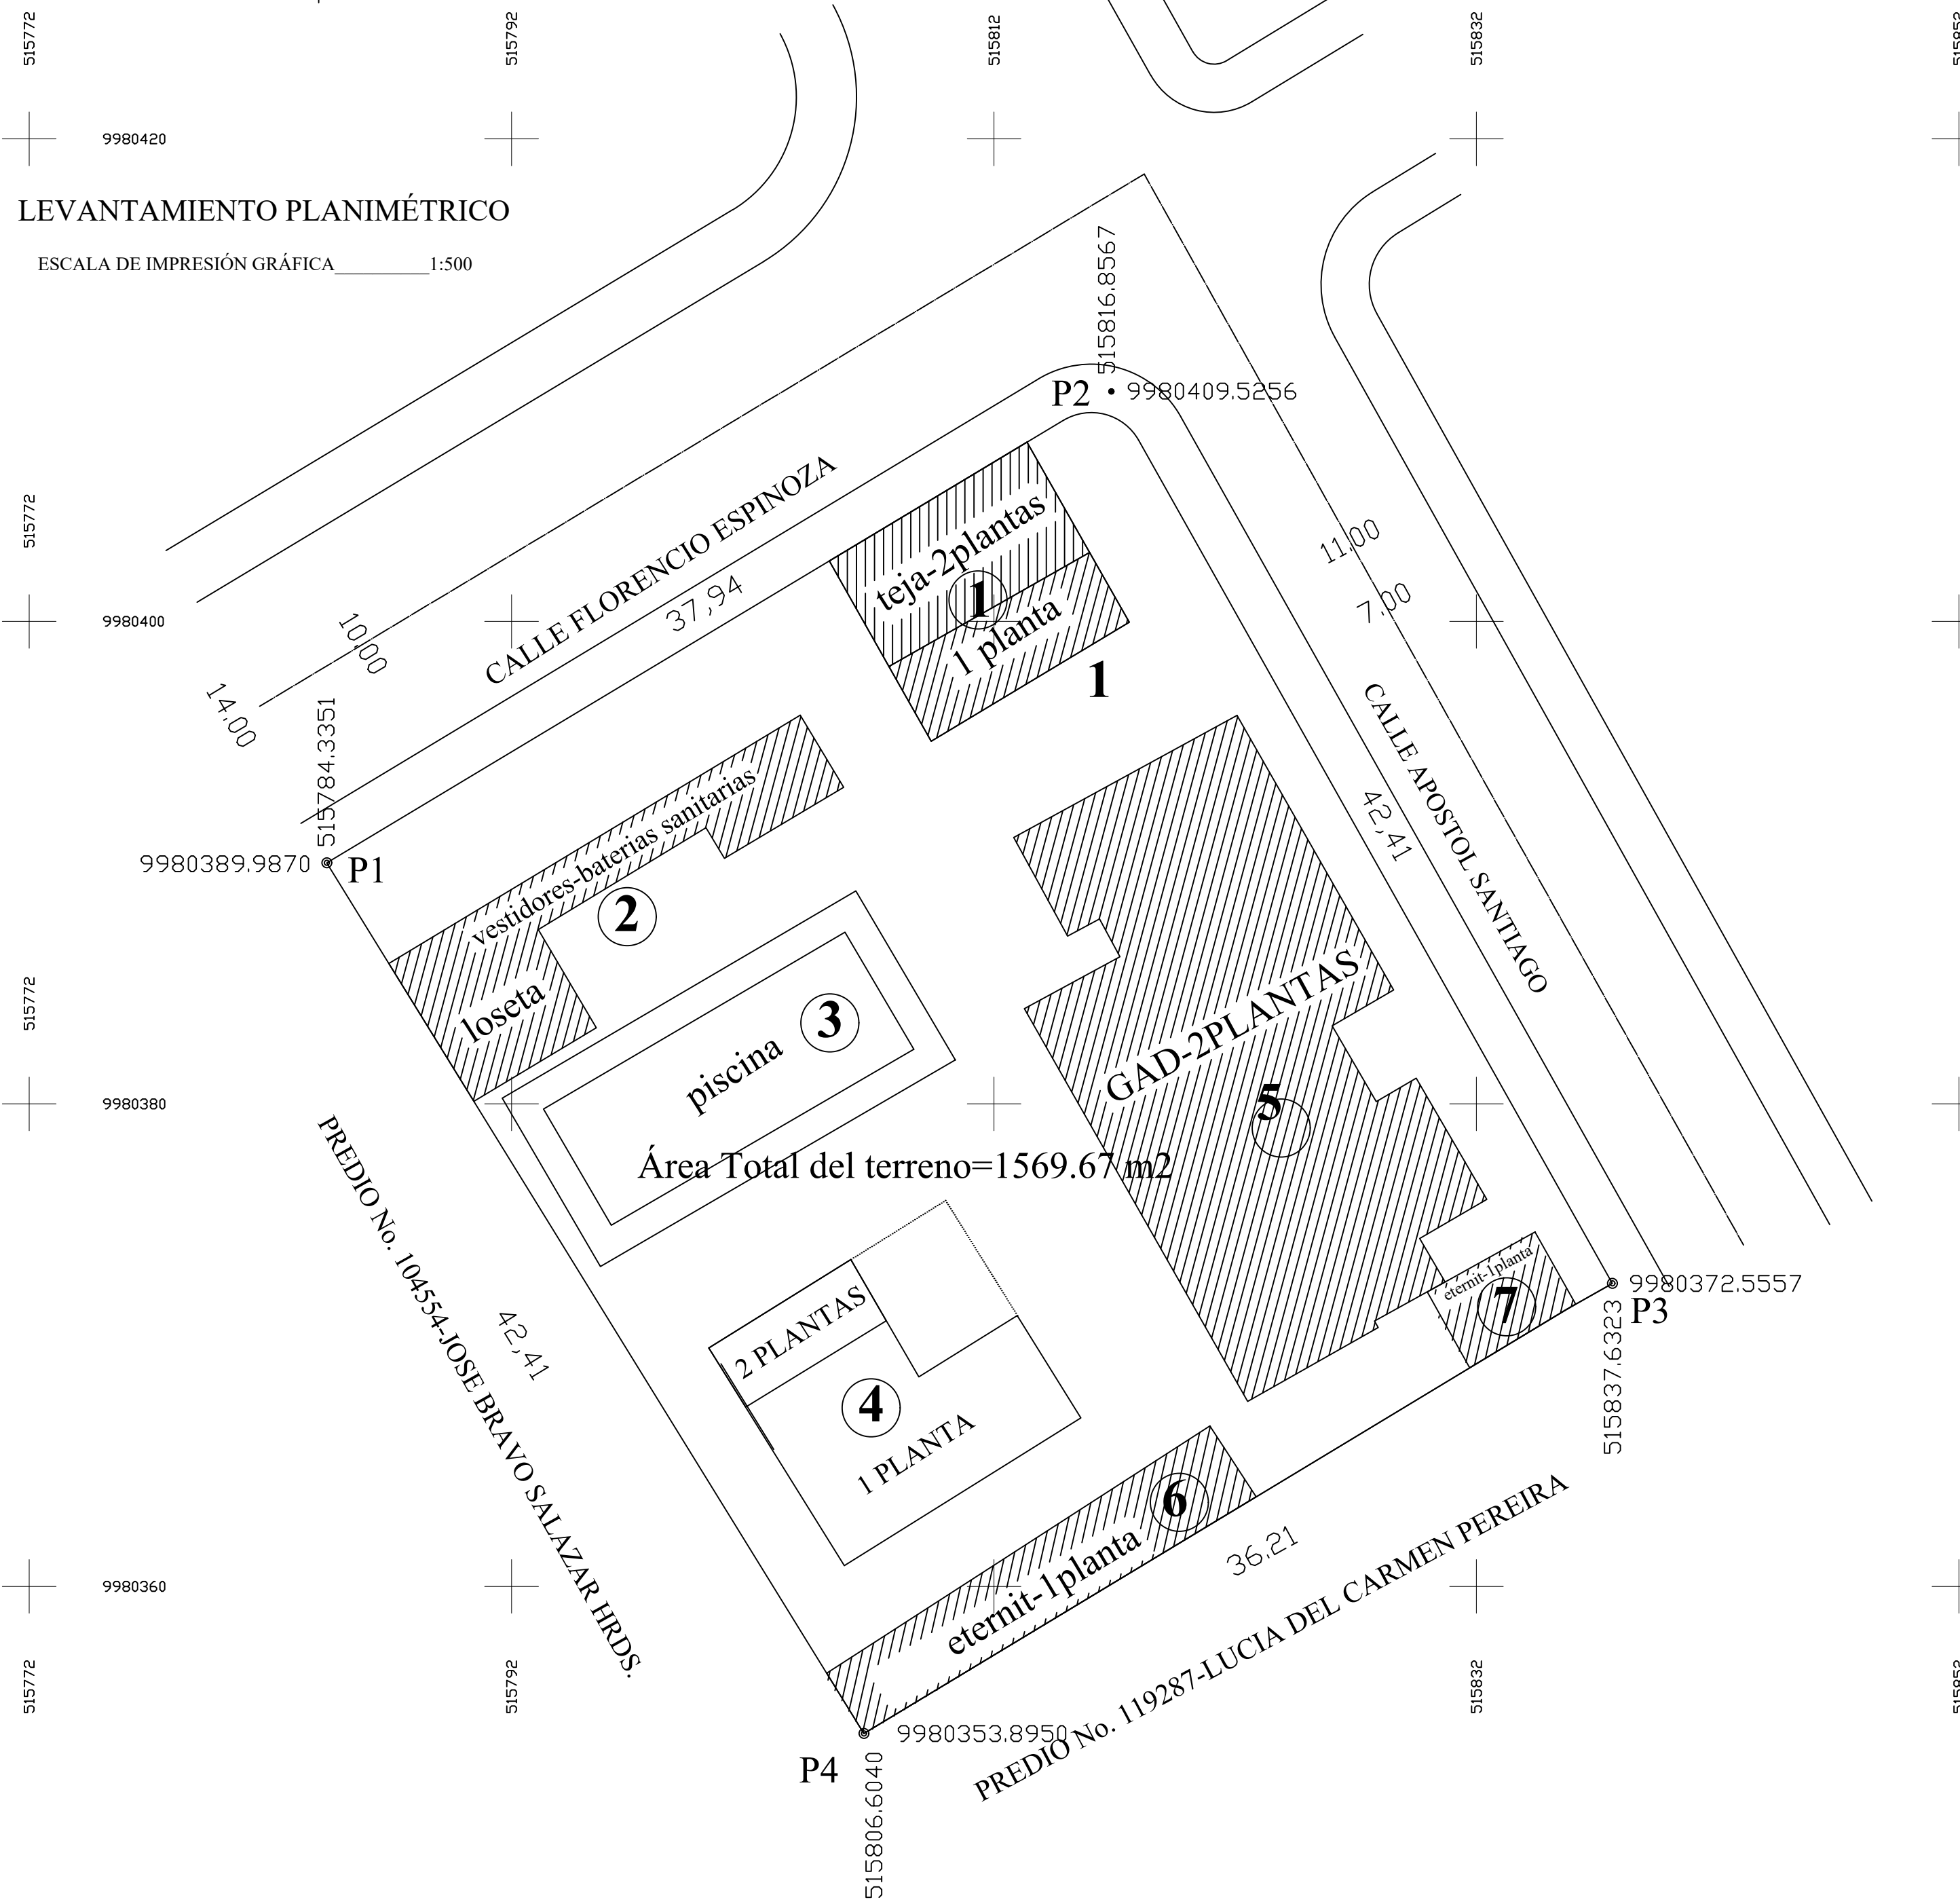 515772
515792
515812
515832
515852
9980420
LEVANTAMIENTO PLANIMÉTRICO
ESCALA DE IMPRESIÓN GRÁFICA__________1:500
515816.8567
P2
9980409.5256
515772
CALLE FLORENCIO ESPINOZA
37,94
teja-2plantas
1
1 planta
1
11,00
7,00
9980400
10,00
14,00
515784.3351
9980389.9870
P1
CALLE APOSTOL SANTIAGO
42,41
vestidores-baterias sanitarias
2
loseta
515772
3
piscina
GAD-2PLANTAS
5
9980380
Área Total del terreno=1569.67 m2
PREDIO No. 104554-JOSE BRAVO SALAZAR HRDS.
42,41
eternit-1planta
7
9980372.5557
P3
515837.6323
2 PLANTAS
4
1 PLANTA
6
eternit-1planta
36,21
9980360
PREDIO No. 119287-LUCIA DEL CARMEN PEREIRA
515772
515792
515832
515852
9980353.8950
P4
515806.6040